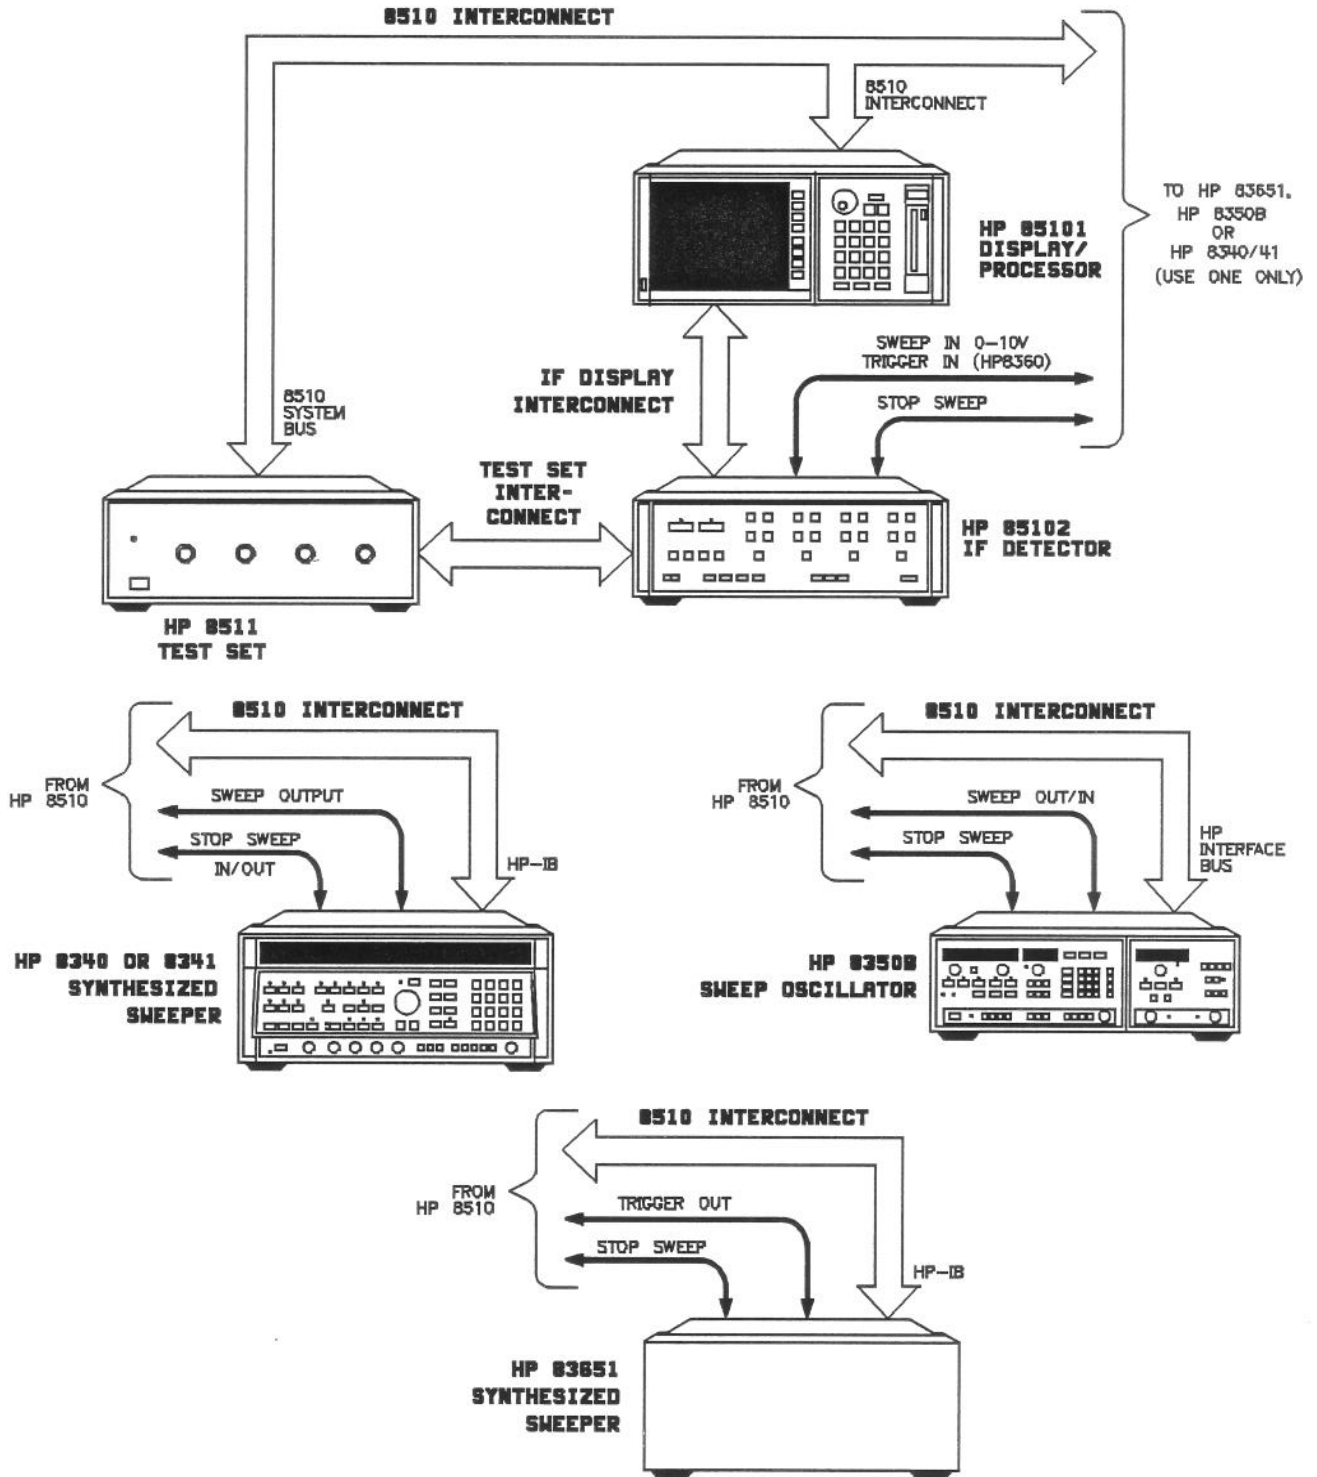 8510 INTERCONNECT
8510
INTERCONNECT
TO HP 83651,
HP 8350B
OR
HP 8340/41
(USE ONE ONLY)
HP 85101
DISPLAY/
PROCESSOR
SWEEP IN 0-10V
TRIGGER IN (HP8360)
STOP SWEEP
IF DISPLAY
INTERCONNECT
8510
SYSTEM
BUS
TEST SET
INTER-
CONNECT
HP 85102
IF DETECTOR
HP 8511
TEST SET
8510 INTERCONNECT
FROM
HP 8510
SWEEP OUTPUT
STOP SWEEP
IN/OUT
HP-IB
HP 8340 OR 8341
SYNTHESIZED
SWEEPER
8510 INTERCONNECT
FROM
HP 8510
SWEEP OUT/IN
STOP SWEEP
HP
INTERFACE
BUS
HP 8350B
SWEEP OSCILLATOR
8510 INTERCONNECT
FROM
HP 8510
TRIGGER OUT
STOP SWEEP
HP-IB
HP 83651
SYNTHESIZED
SWEEPER